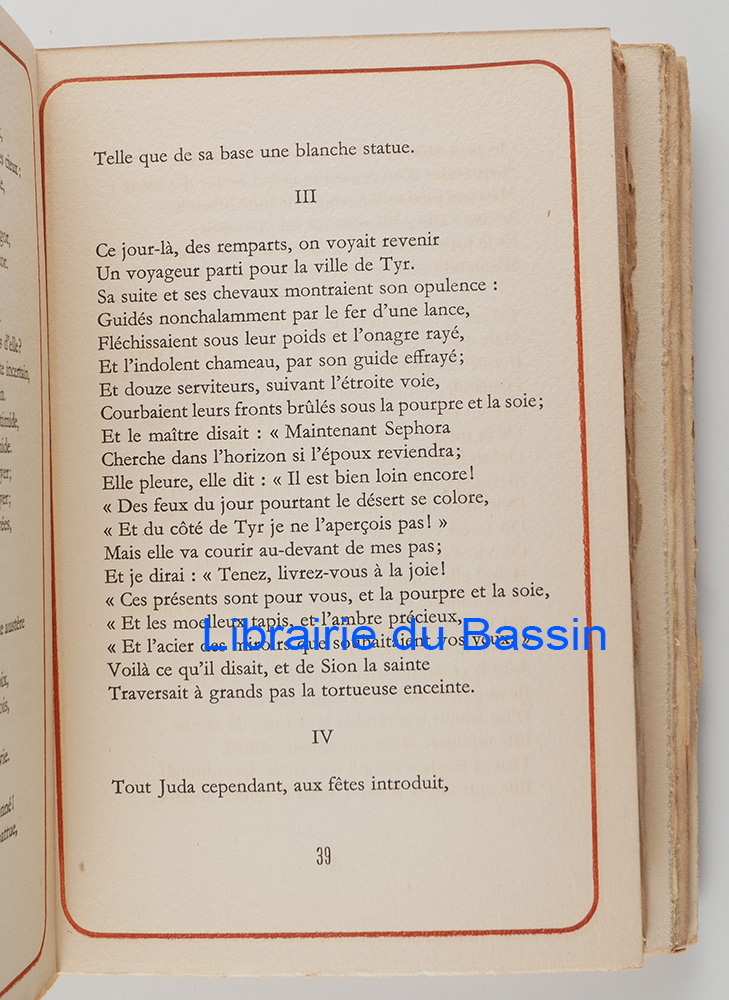 Telle que de sa base une blanche statue.
III
Ce jour-là, des remparts, on voyait revenir
Un voyageur parti pour la ville de Tyr.
Sa suite et ses chevaux montraient son opulence :
Guidés nonchalamment par le fer d'une lance,
Fléchissaient sous leur poids et l'onagre rayé,
Et l'indolent chameau, par son guide effrayé;
Et douze serviteurs, suivant l'étroite voie,
Courbaient leurs fronts brûlés sous la pourpre et la soie;
Et le maître disait : « Maintenant Sephora
Cherche dans l'horizon si l'époux reviendra;
Elle pleure, elle dit : « Il est bien loin encore!
« Des feux du jour pourtant le désert se colore,
« Et du côté de Tyr je ne l'aperçois pas! »
Mais elle va courir au-devant de mes pas;
Et je dirai : « Tenez, livrez-vous à la joie!
« Ces présents sont pour vous, et la pourpre et la soie,
« Et les moelleux tapis, et l'ambre précieux,
« Et l'acier des miroirs que souhaitaient vos yeux. »
Librairie du Bassin
Voilà ce qu'il disait, et de Sion la sainte
Traversait à grands pas la tortueuse enceinte.
IV
Tout Juda cependant, aux fêtes introduit,
39